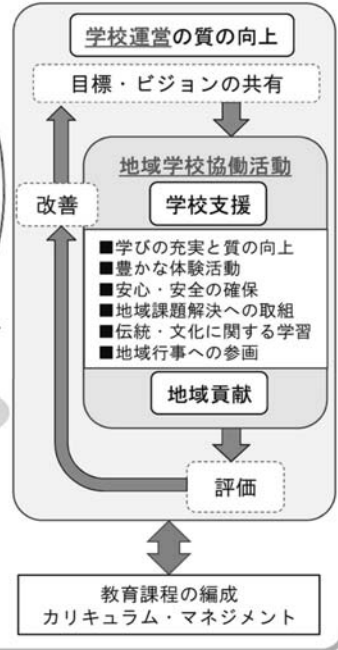 学校運営の質の向上
目標・ビジョンの共有
地域学校協働活動
改善
学校支援
■学びの充実と質の向上
■豊かな体験活動
■安心・安全の確保
■地域課題解決への取組
■伝統・文化に関する学習
■地域行事への参画
地域貢献
評価
教育課程の編成
カリキュラム・マネジメント